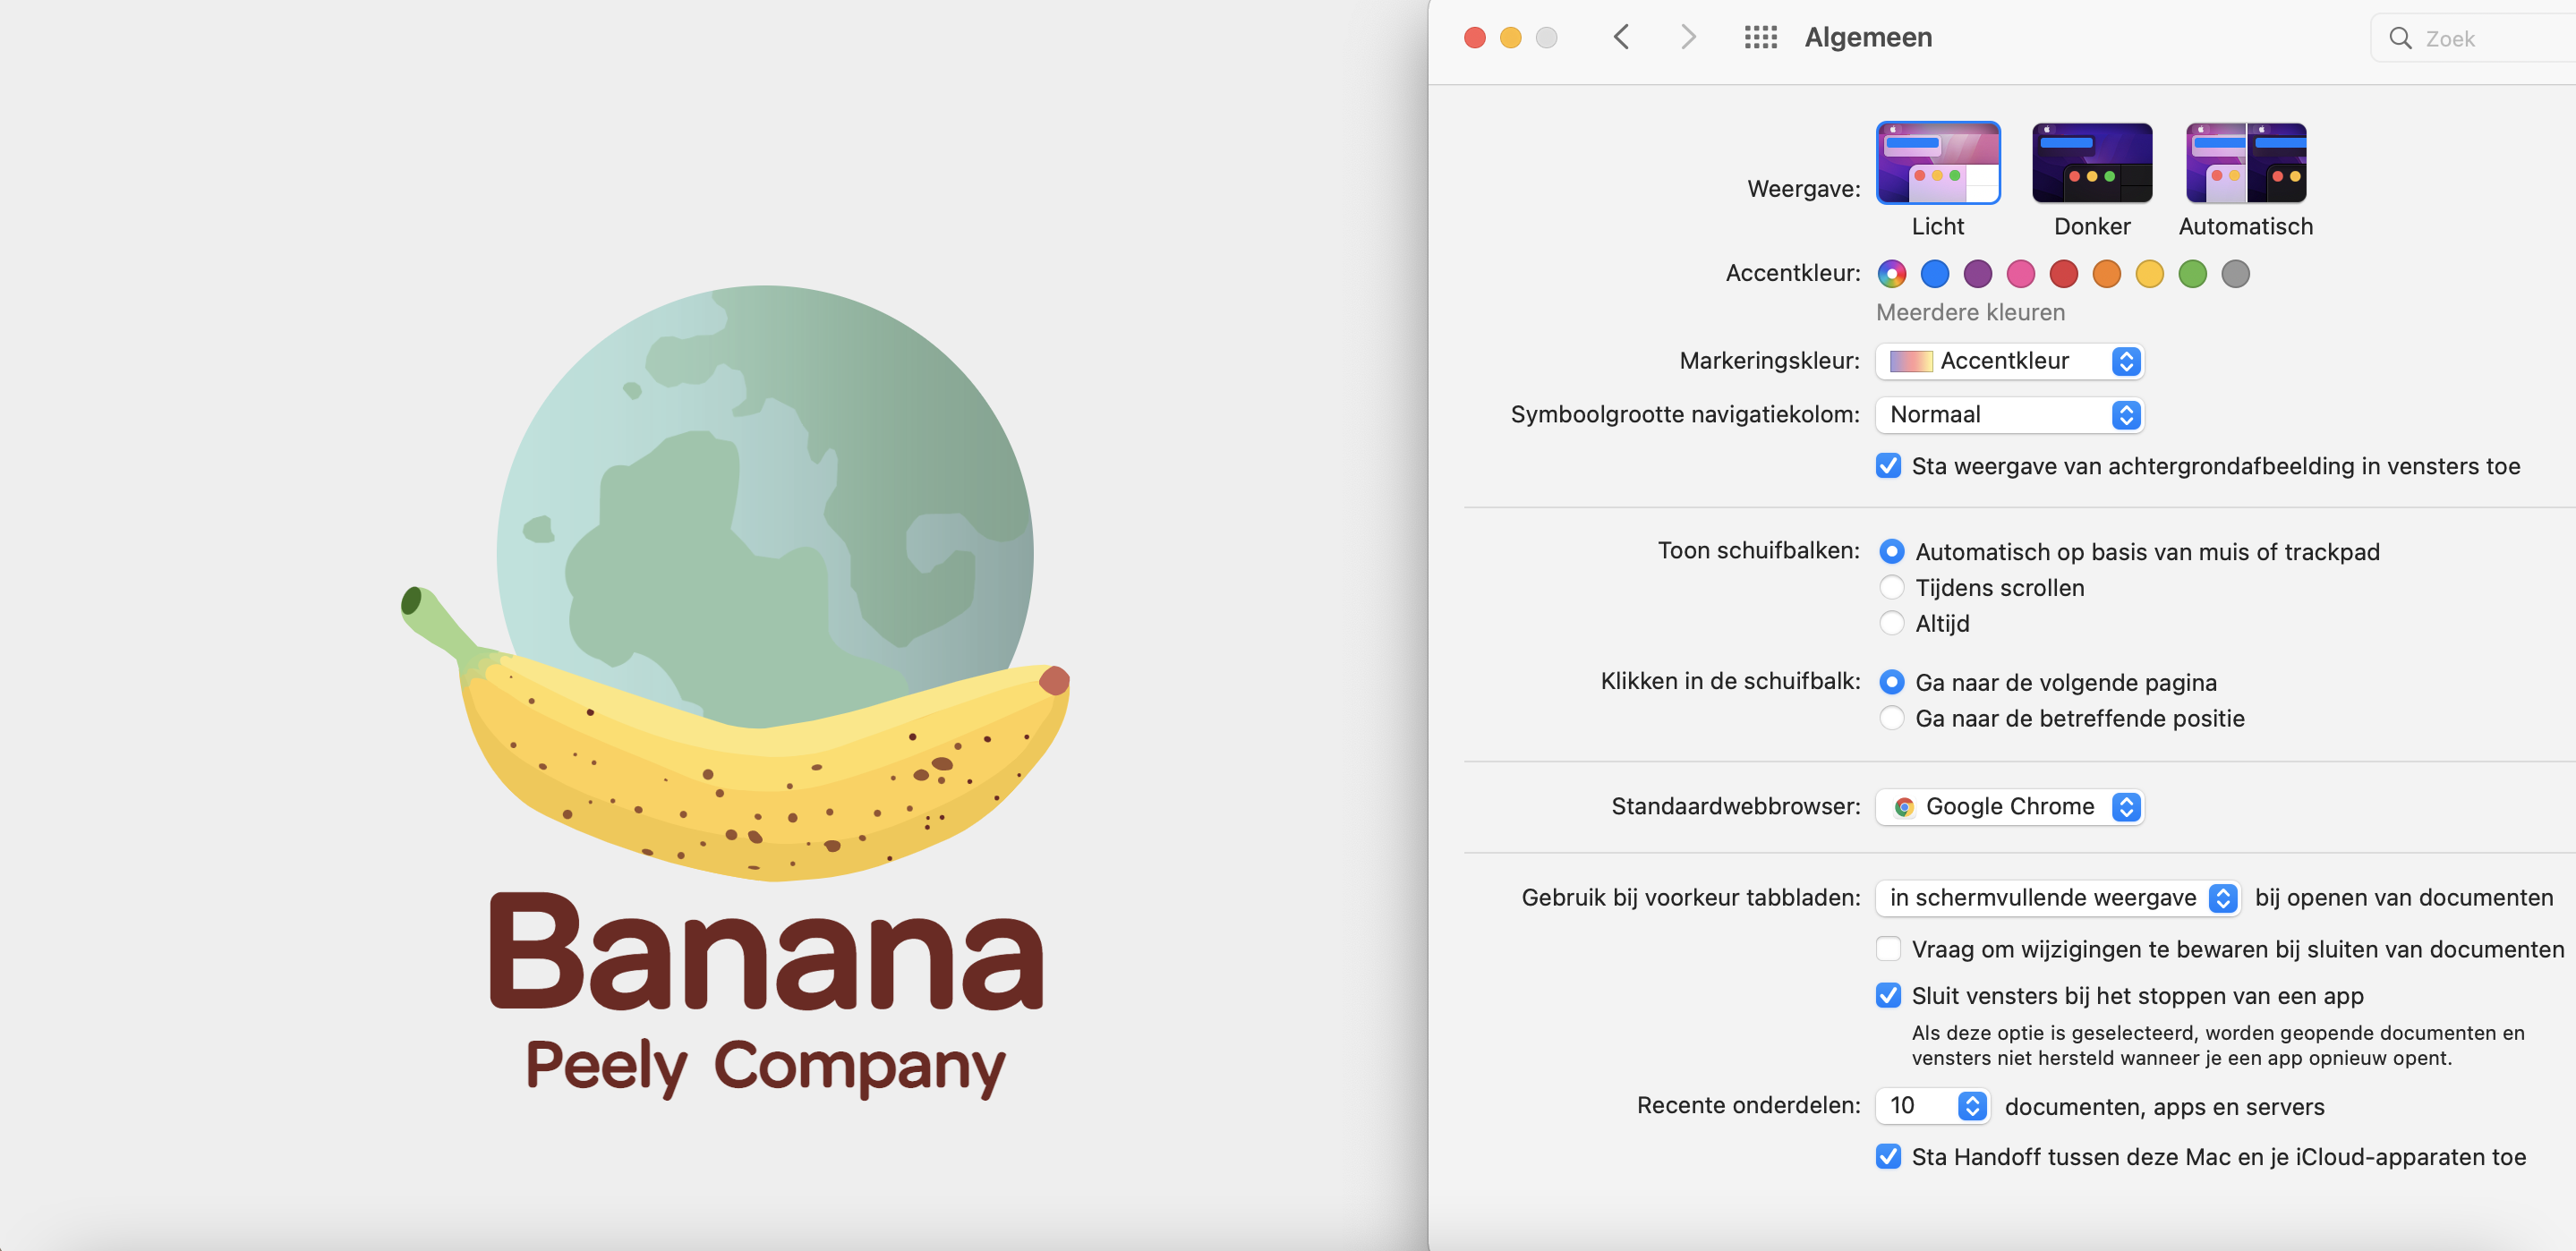 Banana
Peely Company
Algemeen
Zoek
Weergave:
Licht
Donker
Automatisch
Accentkleur:
Meerdere kleuren
Markeringskleur: Accentkleur
Symboolgrootte navigatiekolom: Normaal
Sta weergave van achtergrondafbeelding in vensters toe
Toon schuifbalken: Automatisch op basis van muis of trackpad
Tijdens scrollen
Altijd
Klikken in de schuifbalk: Ga naar de volgende pagina
Ga naar de betreffende positie
Standaardwebbrowser: Google Chrome
Gebruik bij voorkeur tabbladen: in schermvullende weergave bij openen van documenten
Vraag om wijzigingen te bewaren bij sluiten van documenten
Sluit vensters bij het stoppen van een app
Als deze optie is geselecteerd, worden geopende documenten en
vensters niet hersteld wanneer je een app opnieuw opent.
Recente onderdelen: 10 documenten, apps en servers
Sta Handoff tussen deze Mac en je iCloud-apparaten toe